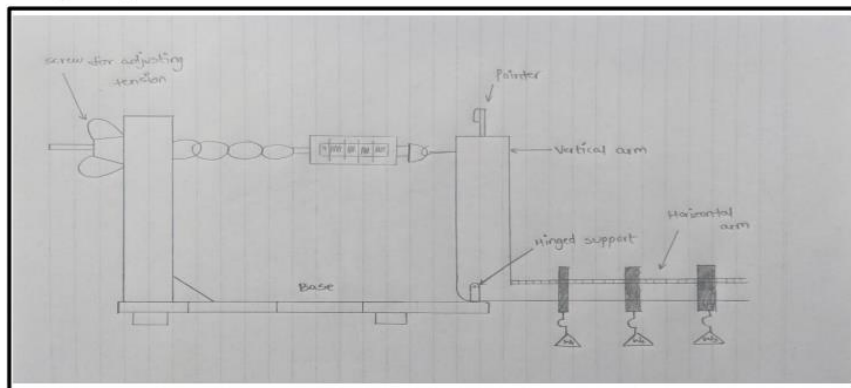 screw for adjusting
tension
Pointer
Vertical arm
Horizontal
arm
Hinged support
Base